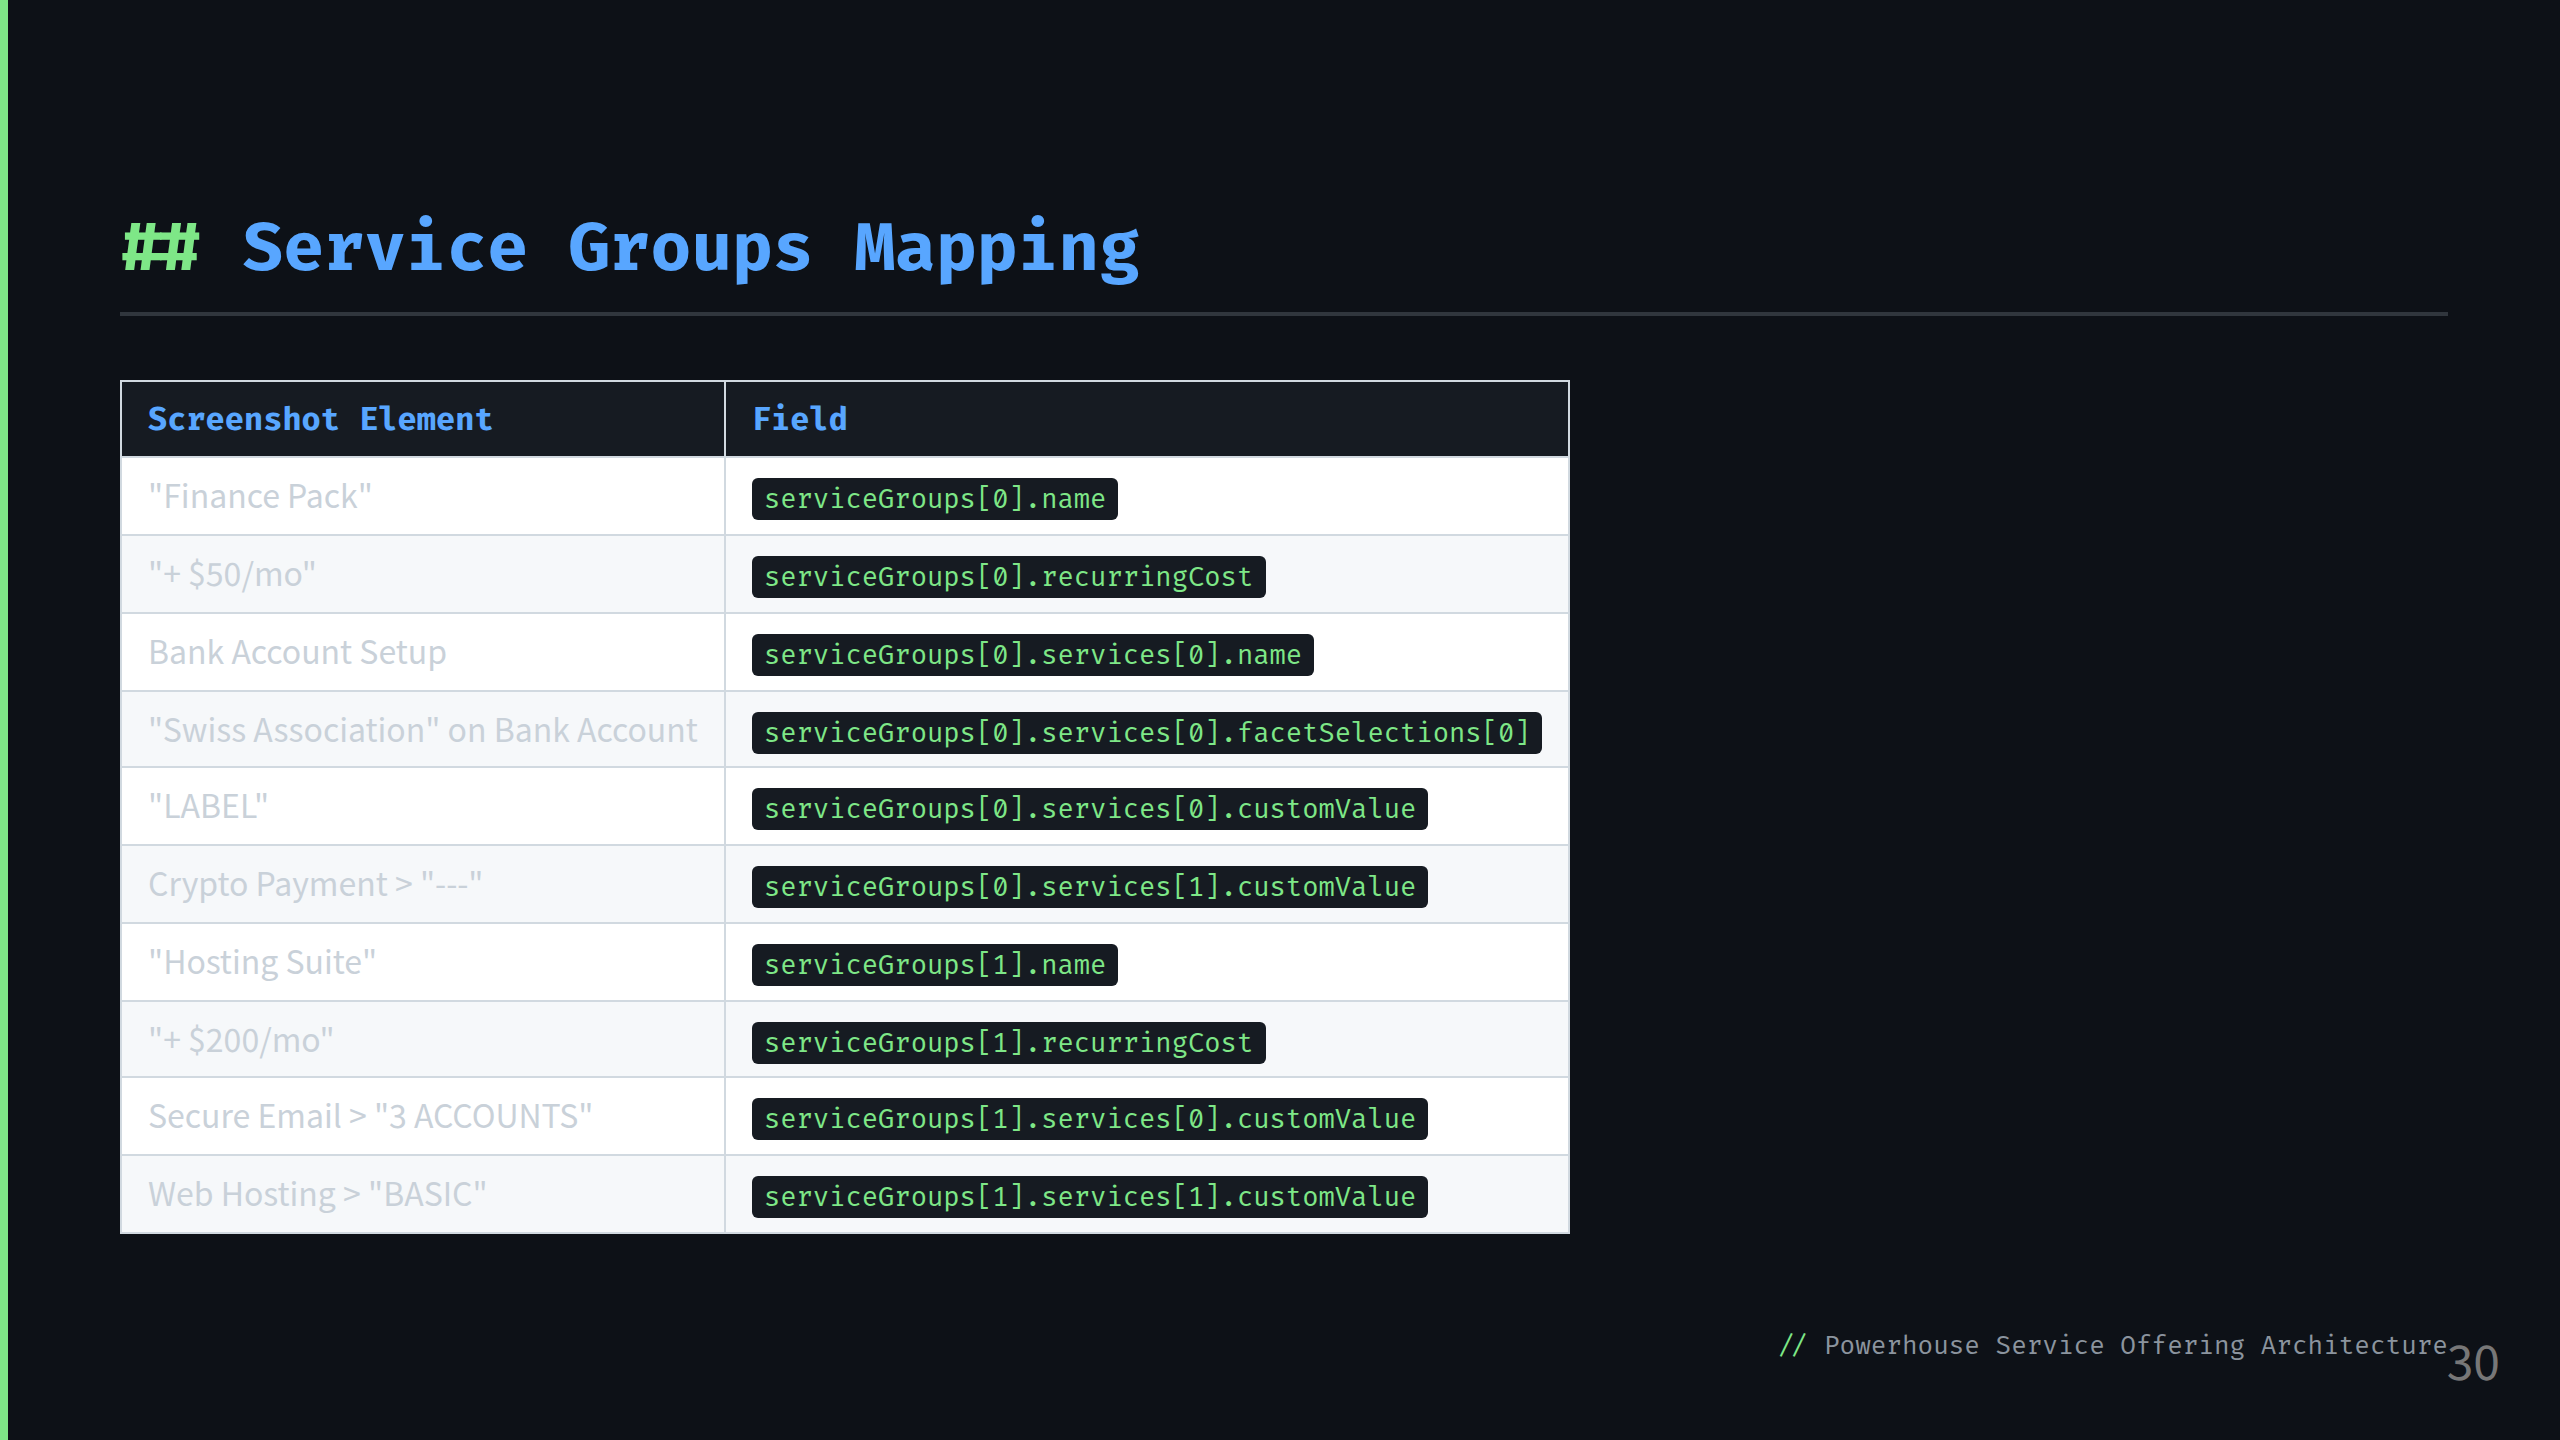 ## Service Groups Mapping
Screenshot Element Field
"Finance Pack" serviceGroups[0].name
"+ $50/mo" serviceGroups[0].recurringCost
Bank Account Setup serviceGroups[0].services[0].name
"Swiss Association" on Bank Account serviceGroups[0].services[0].facetSelections[0]
"LABEL" serviceGroups[0].services[0].customValue
Crypto Payment > "---" serviceGroups[0].services[1].customValue
"Hosting Suite" serviceGroups[1].name
"+ $200/mo" serviceGroups[1].recurringCost
Secure Email > "3 ACCOUNTS" serviceGroups[1].services[0].customValue
Web Hosting > "BASIC" serviceGroups[1].services[1].customValue
// Powerhouse Service Offering Architecture
30